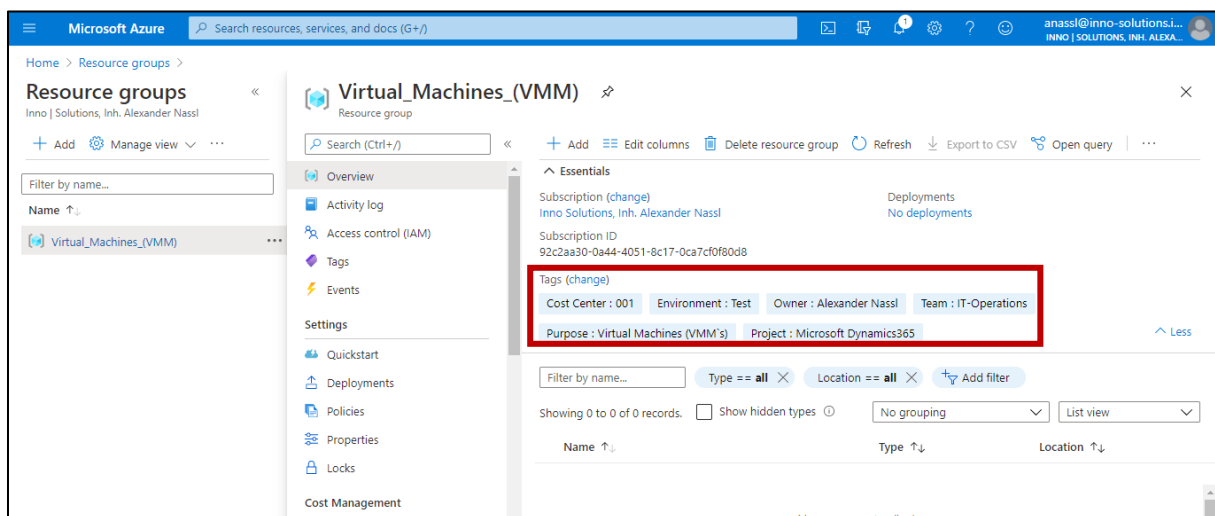 Microsoft Azure
Search resources, services, and docs (G+/)
1
anassl@inno-solutions.i...
INNO | SOLUTIONS, INH. ALEXA...
Home > Resource groups >
Resource groups
Inno | Solutions, Inh. Alexander Nassl
Add Manage view ...
Filter by name...
Name
Virtual_Machines_(VMM) ...
Virtual_Machines_(VMM)
Resource group
Search (Ctrl+/)
Overview
Activity log
Access control (IAM)
Tags
Events
Settings
Quickstart
Deployments
Policies
Properties
Locks
Cost Management
Add Edit columns Delete resource group Refresh Export to CSV Open query ...
Essentials
Subscription (change)
Inno Solutions, Inh. Alexander Nassl
Deployments
No deployments
Subscription ID
92c2aa30-0a44-4051-8c17-0ca7cf0f80d8
Tags (change)
Cost Center : 001 Environment : Test Owner : Alexander Nassl Team : IT-Operations
Purpose : Virtual Machines (VMM`s) Project : Microsoft Dynamics365
Less
Filter by name... Type == all Location == all Add filter
Showing 0 to 0 of 0 records. Show hidden types No grouping List view
Name Type Location